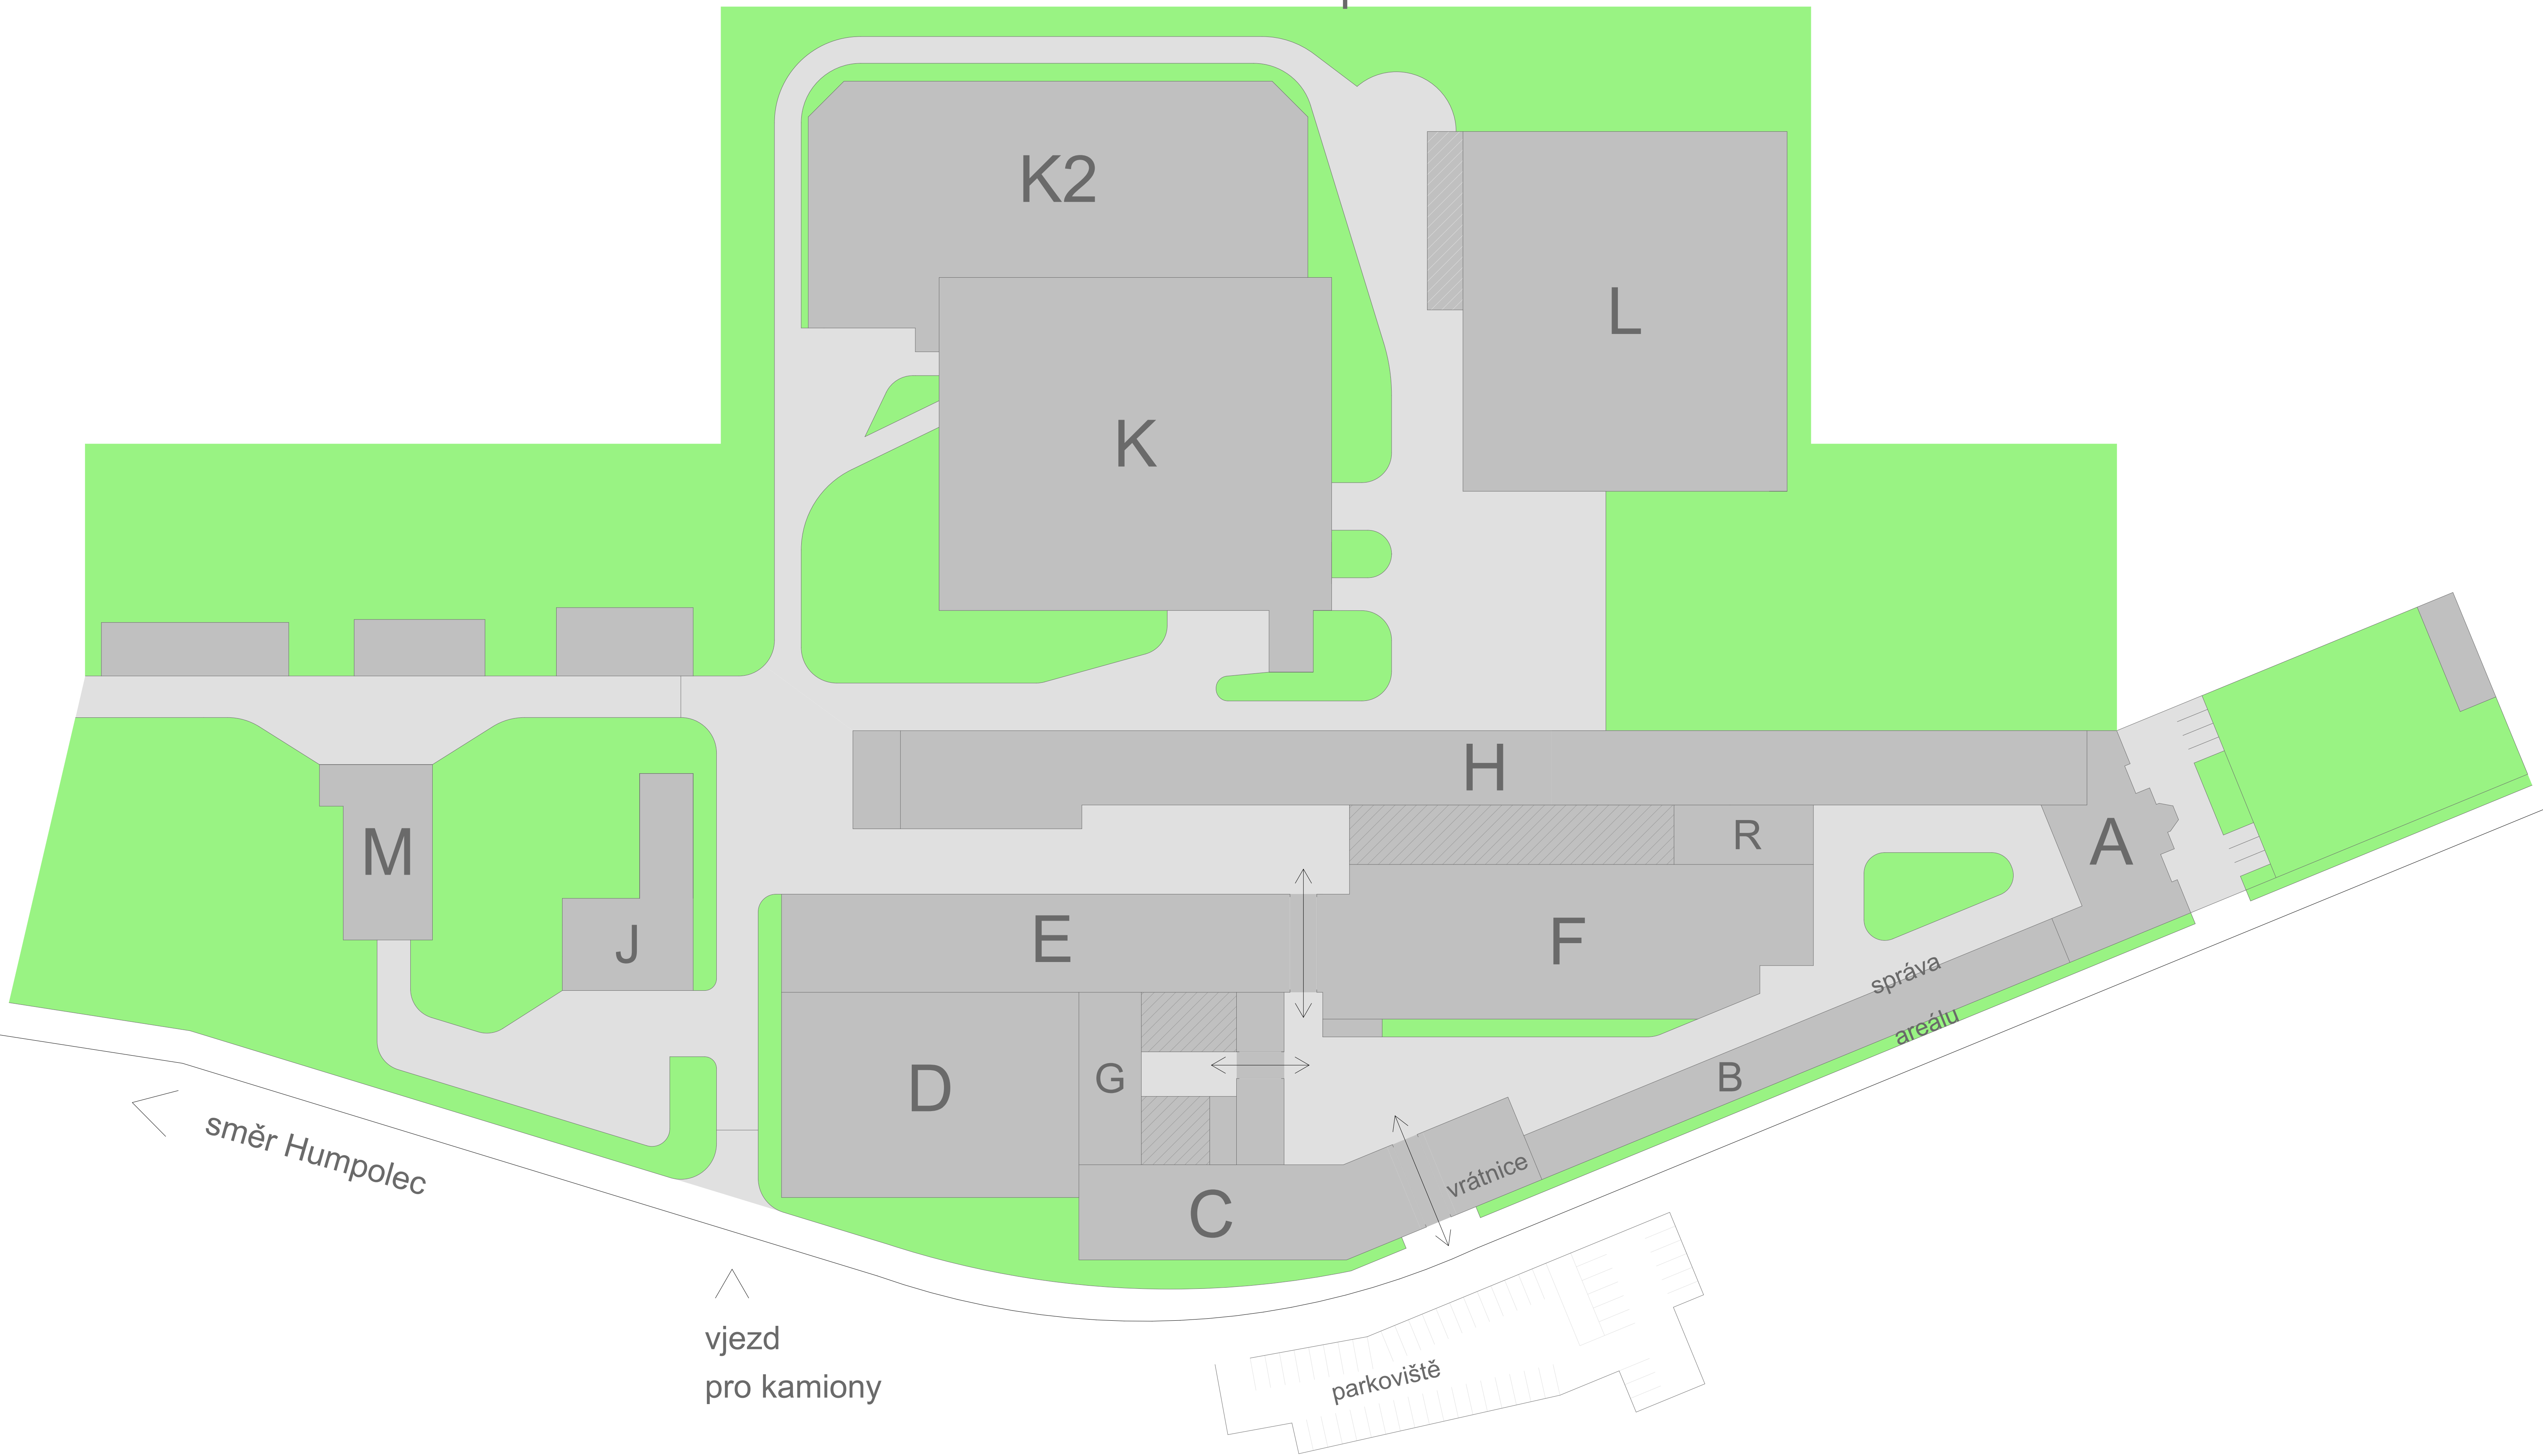 K2
L
K
H
R
M
A
E
F
J
správa
areálu
G
D
B
vrátnice
C
směr Humpolec
vjezd
pro kamiony
parkoviště